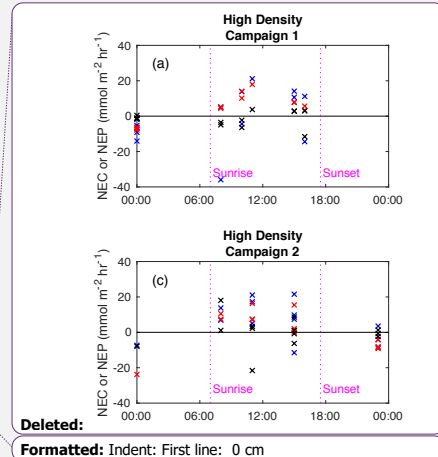 High Density
Campaign 1
(a)
NEC or NEP (mmol m⁻² hr⁻¹)
40
20
0
-20
-40
Sunrise
Sunset
00:00 06:00 12:00 18:00 00:00
High Density
Campaign 2
(c)
NEC or NEP (mmol m⁻² hr⁻¹)
40
20
0
-20
-40
Sunrise
Sunset
00:00 06:00 12:00 18:00 00:00
Deleted:
Formatted: Indent: First line: 0 cm